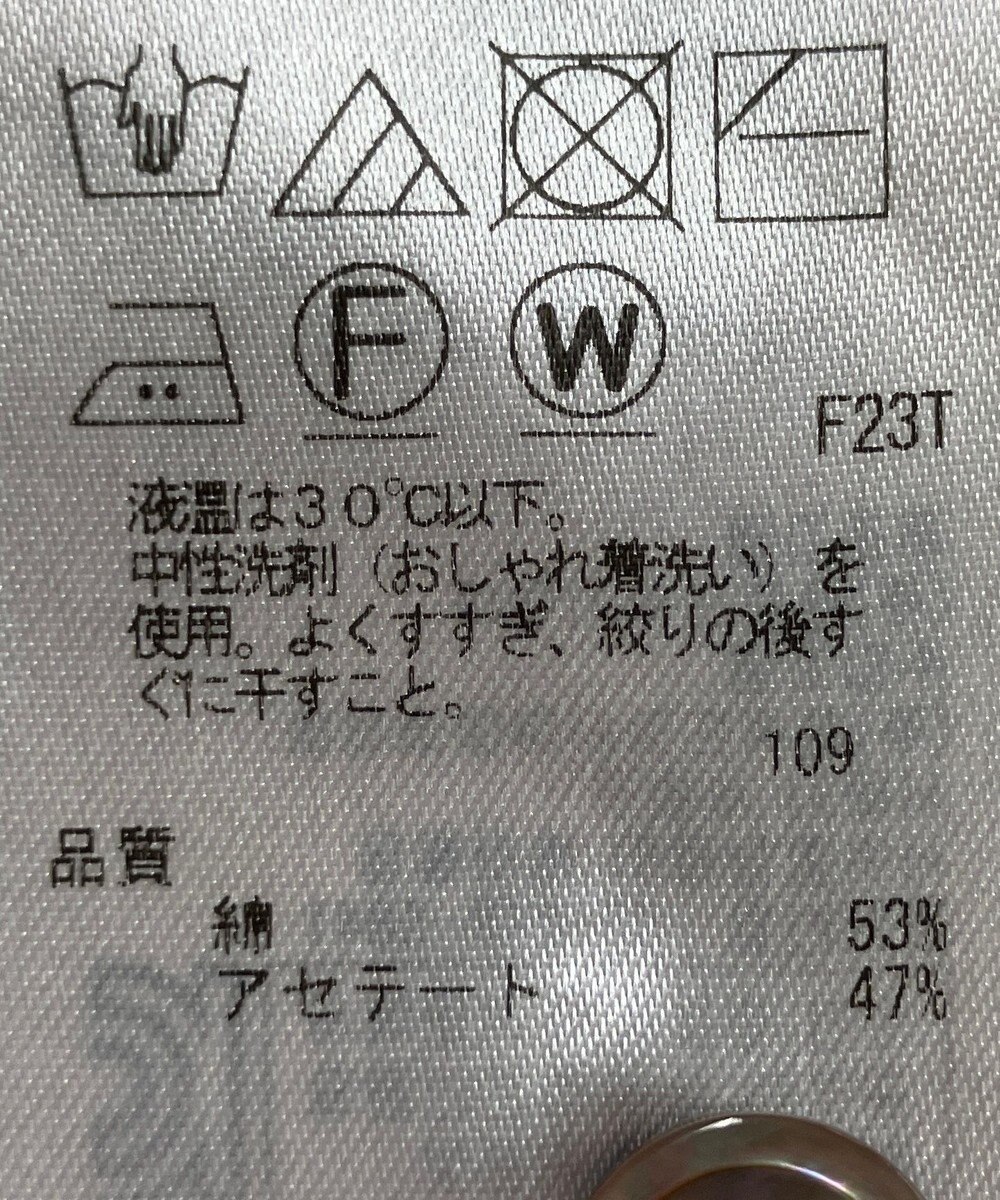 F
W
F23T
液温は30℃以下。
中性洗剤(おしゃれ着洗い)を
使用。よくすすぎ、絞りの後す
ぐに干すこと。
109
品質
綿 53%
アセテート 47%